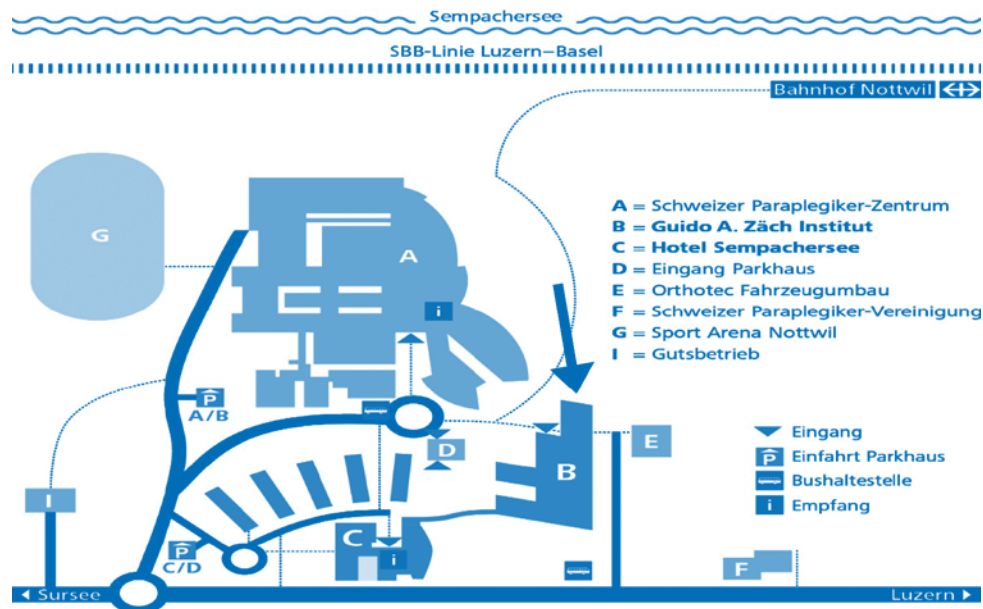 Sempachersee
SBB-Linie Luzern–Basel
Bahnhof Nottwil
G
A
A = Schweizer Paraplegiker-Zentrum
B = Guido A. Zäch Institut
C = Hotel Sempachersee
D = Eingang Parkhaus
E = Orthotec Fahrzeugumbau
F = Schweizer Paraplegiker-Vereinigung
G = Sport Arena Nottwil
I = Gutsbetrieb
i
P
A/B
D
E
B
Eingang
P Einfahrt Parkhaus
Bushaltestelle
i Empfang
I
P
C/D
C
i
F
Sursee
Luzern